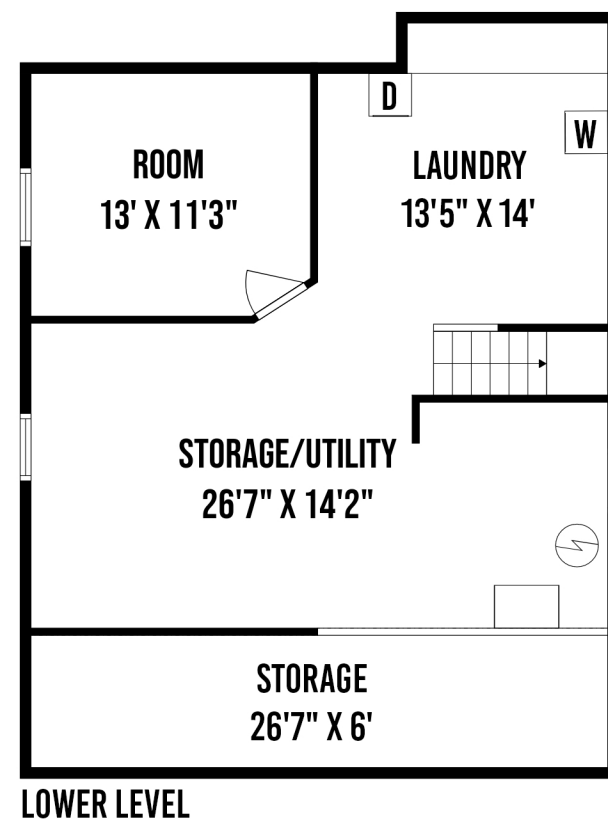 D
W
ROOM
13' X 11'3"
LAUNDRY
13'5" X 14'
STORAGE/UTILITY
26'7" X 14'2"
STORAGE
26'7" X 6'
LOWER LEVEL